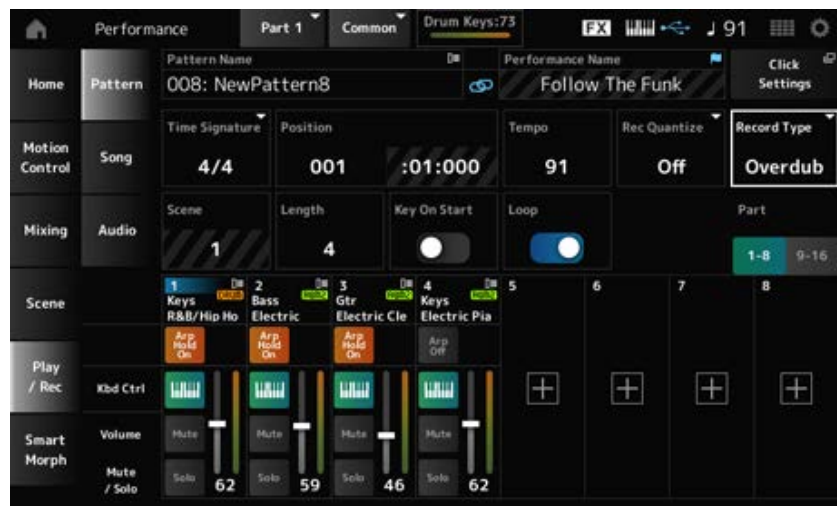 Performance
Part 1
Common
Drum Keys:73
FX
♩ 91
Home
Motion
Control
Mixing
Scene
Play
/ Rec
Smart
Morph
Pattern
Song
Audio
Pattern Name
008: NewPattern8
Performance Name
Follow The Funk
Click
Settings
Time Signature
4/4
Position
001 :01:000
Tempo
91
Rec Quantize
Off
Record Type
Overdub
Scene
1
Length
4
Key On Start
Loop
Part
1-8 9-16
1
Keys
R&B/Hip Ho
2
Bass
Electric
3
Gtr
Electric Cle
4
Keys
Electric Pia
5
6
7
8
Arp
Hold
On
Arp
Hold
On
Arp
Hold
On
Arp
Off
Kbd Ctrl
Volume
Mute
/ Solo
Mute
Solo
62
Mute
Solo
59
Mute
Solo
46
Mute
Solo
62